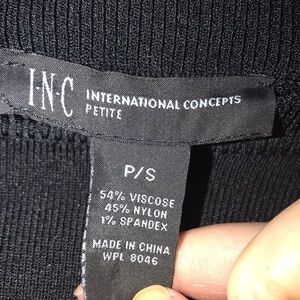 I·N·C INTERNATIONAL CONCEPTS
PETITE
P/S
54% VISCOSE
45% NYLON
1% SPANDEX
MADE IN CHINA
WPL 8046